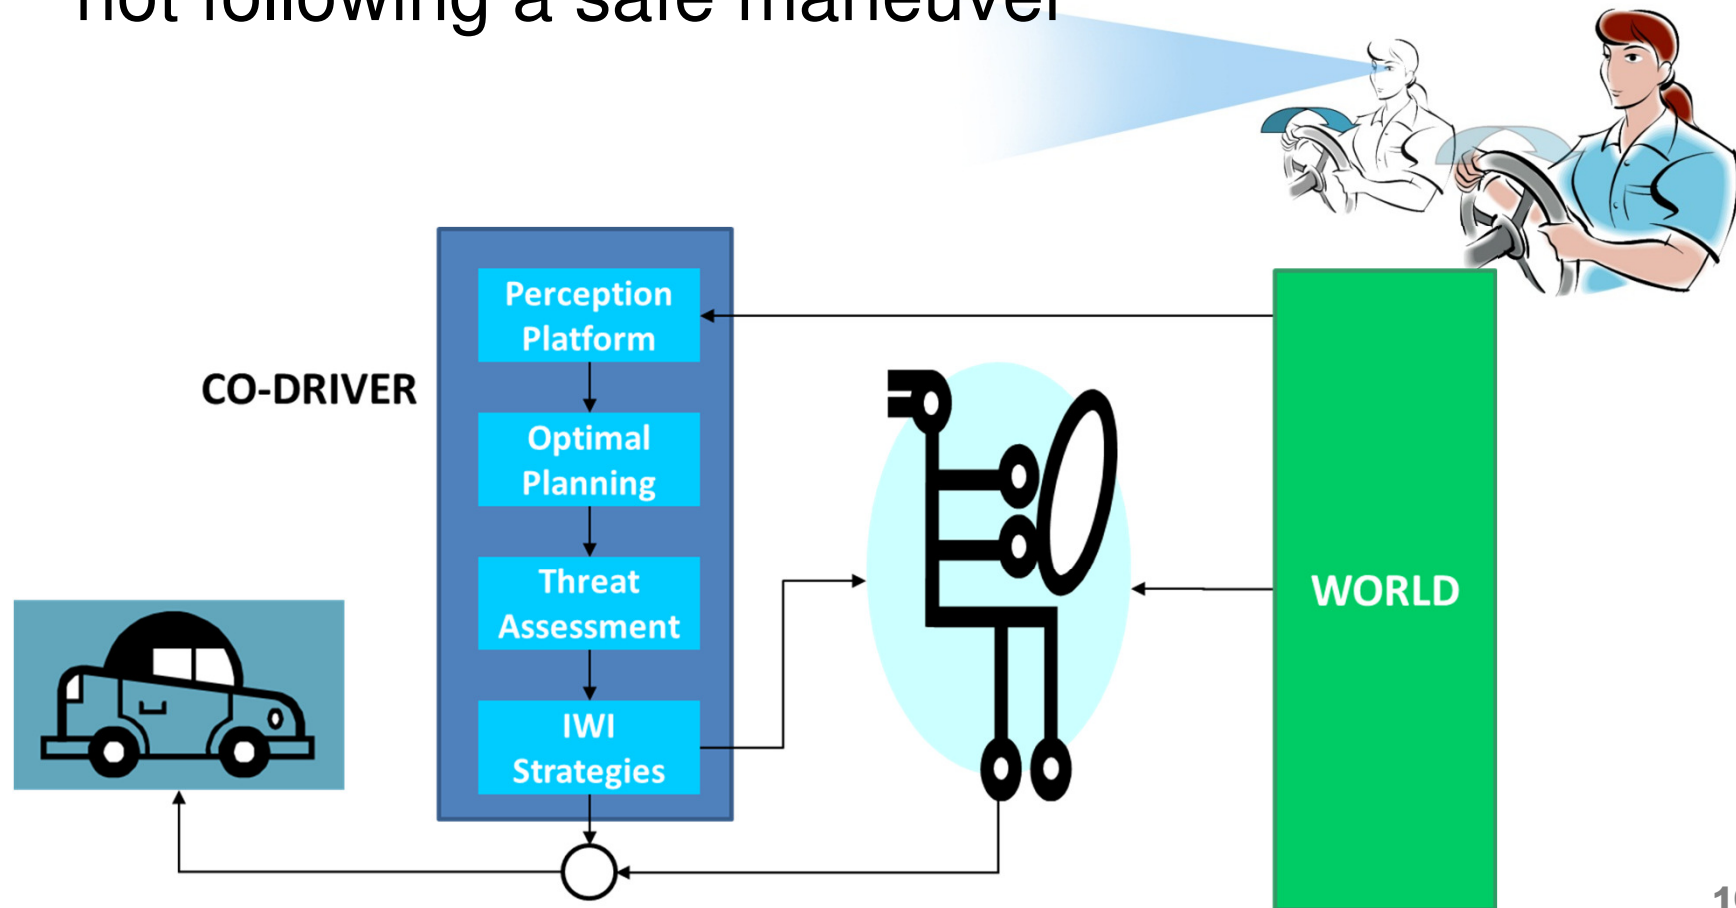 not following a safe maneuver
Perception
Platform
CO-DRIVER
Optimal
Planning
Threat
Assessment
WORLD
IWI
Strategies